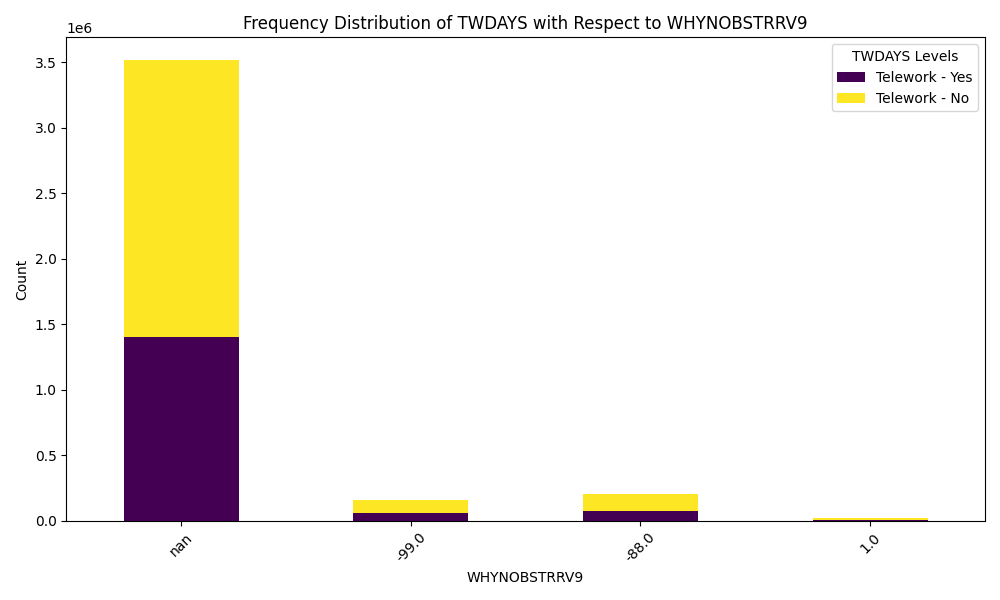 Frequency Distribution of TWDAYS with Respect to WHYNOBSTRRV9
1e6
TWDAYS Levels
Telework - Yes
Telework - No
3.5
3.0
2.5
2.0
1.5
1.0
0.5
0.0
Count
nan
-99.0
-88.0
1.0
WHYNOBSTRRV9